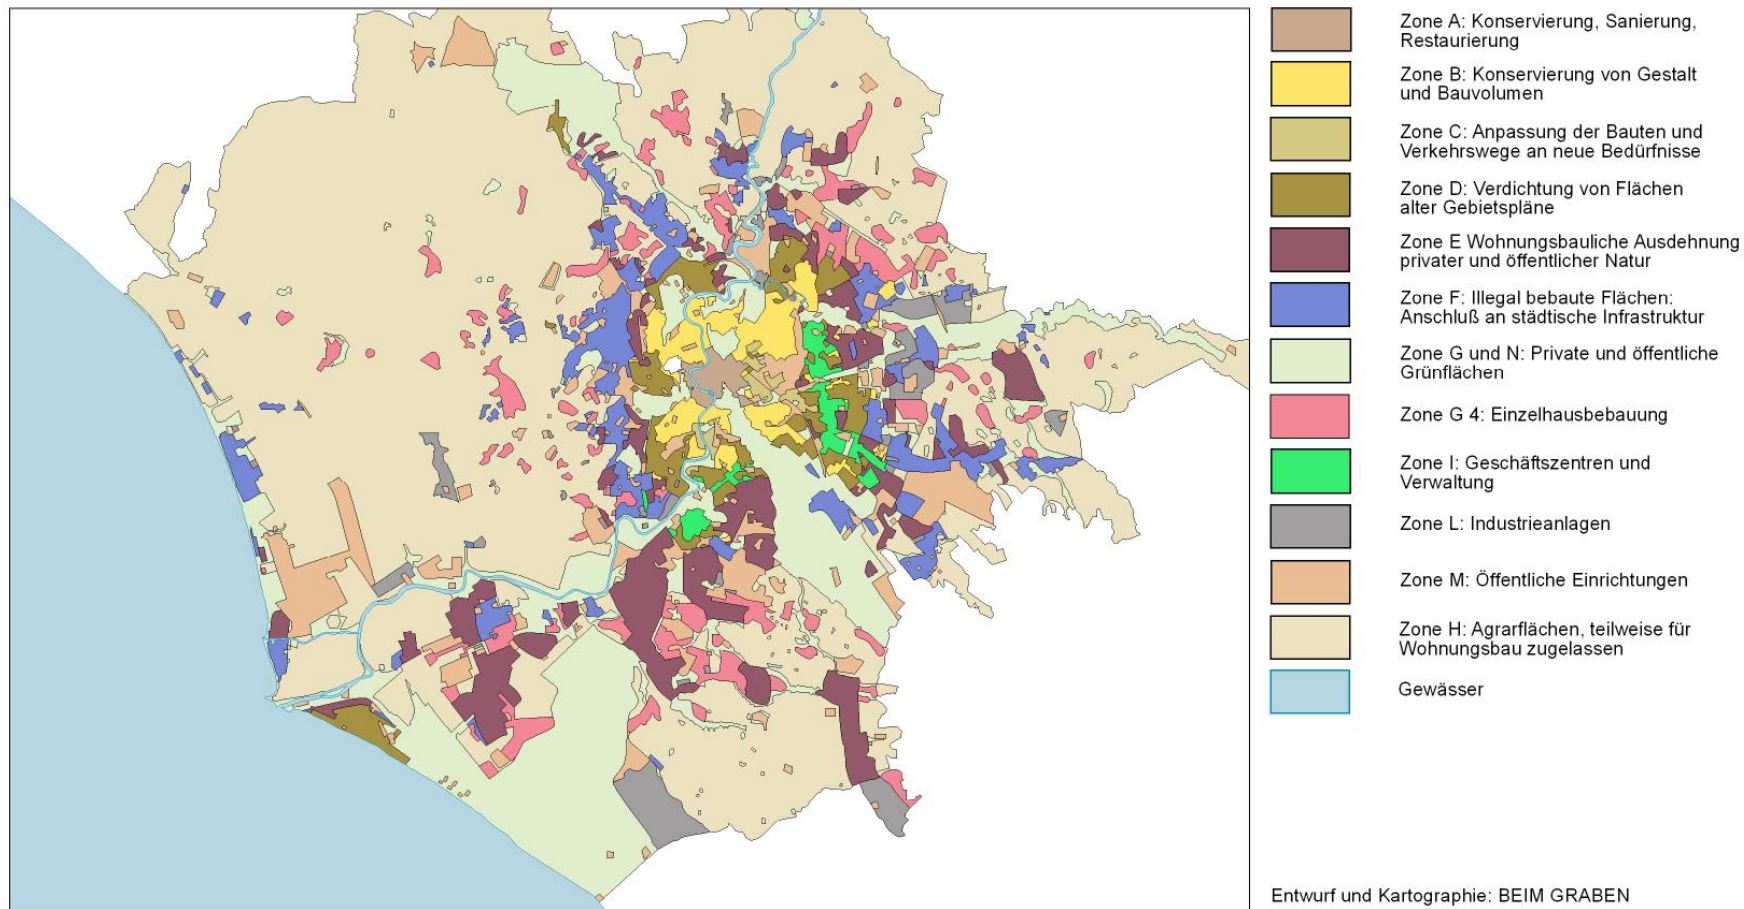 Zone A: Konservierung, Sanierung,
Restaurierung
Zone B: Konservierung von Gestalt
und Bauvolumen
Zone C: Anpassung der Bauten und
Verkehrswege an neue Bedürfnisse
Zone D: Verdichtung von Flächen
alter Gebietspläne
Zone E Wohnungsbauliche Ausdehnung
privater und öffentlicher Natur
Zone F: Illegal bebaute Flächen:
Anschluß an städtische Infrastruktur
Zone G und N: Private und öffentliche
Grünflächen
Zone G 4: Einzelhausbebauung
Zone I: Geschäftszentren und
Verwaltung
Zone L: Industrieanlagen
Zone M: Öffentliche Einrichtungen
Zone H: Agrarflächen, teilweise für
Wohnungsbau zugelassen
Gewässer
Entwurf und Kartographie: BEIM GRABEN